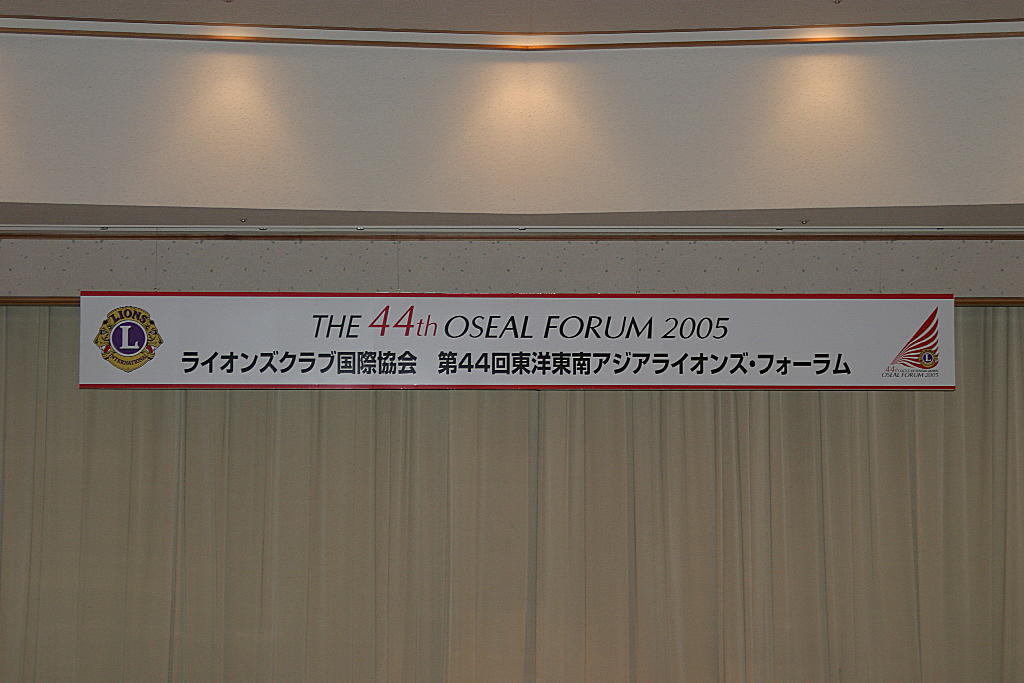 THE 44th OSEAL FORUM 2005
ライオンズクラブ国際協会 第44回東洋東南アジアライオンズ・フォーラム
LIONS
L
INTERNATIONAL
OSEAL FORUM 2005